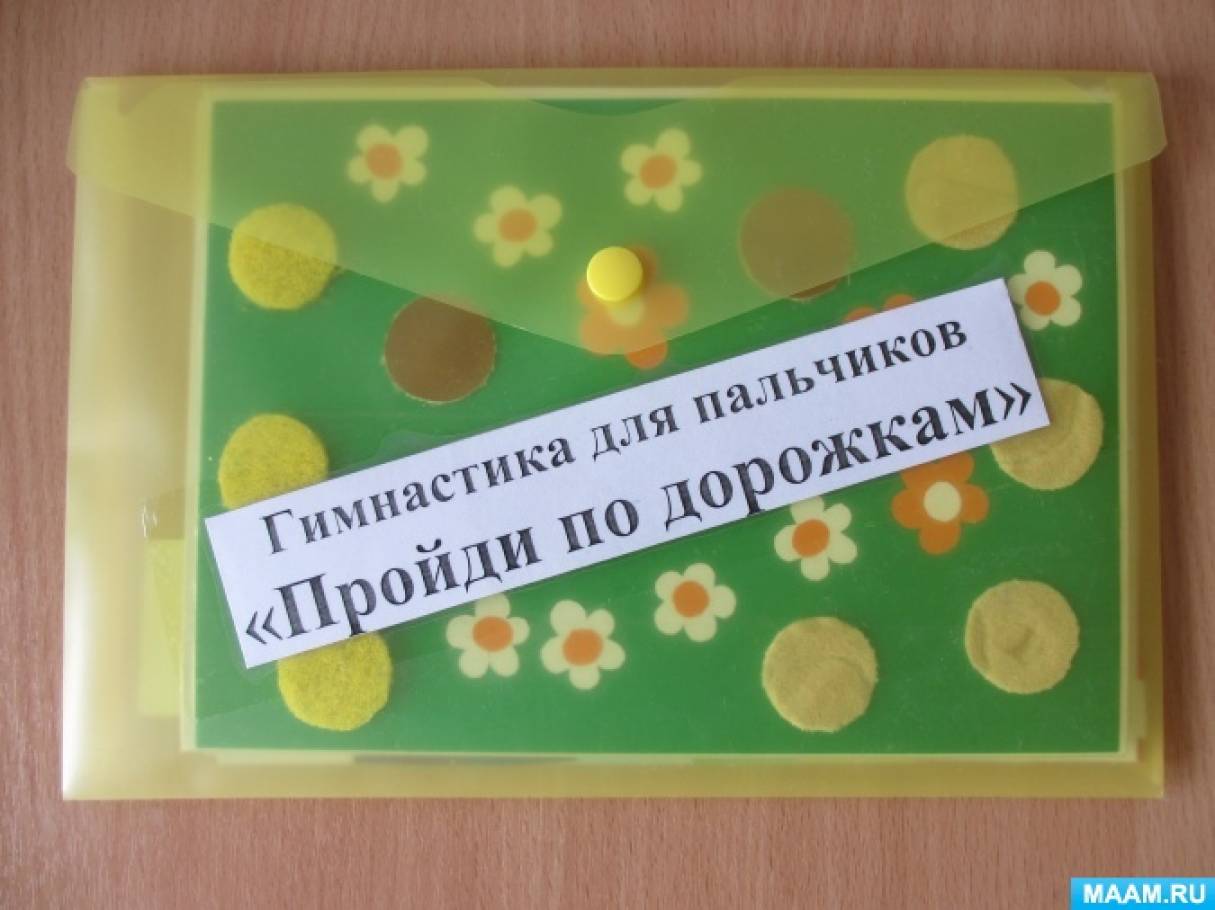 Гимнастика для пальчиков
«Пройди по дорожкам»
MAAM.RU